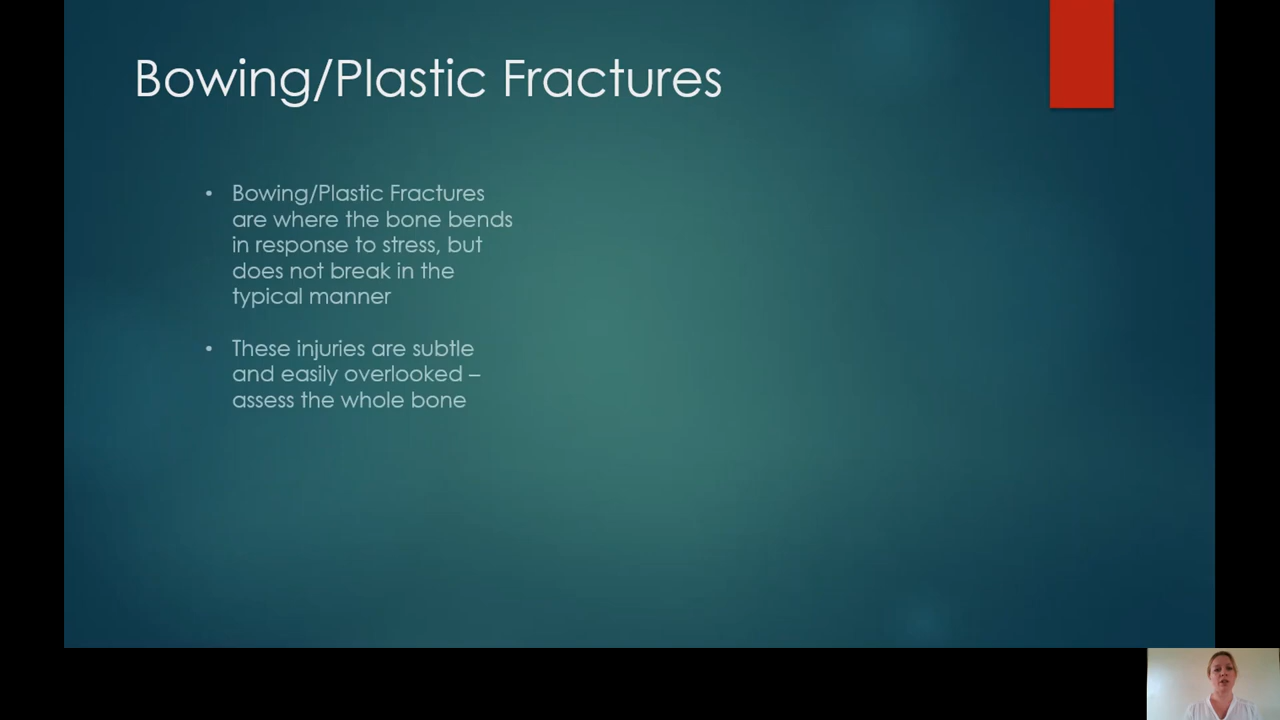 Bowing/Plastic Fractures
• Bowing/Plastic Fractures
are where the bone bends
in response to stress, but
does not break in the
typical manner
• These injuries are subtle
and easily overlooked –
assess the whole bone